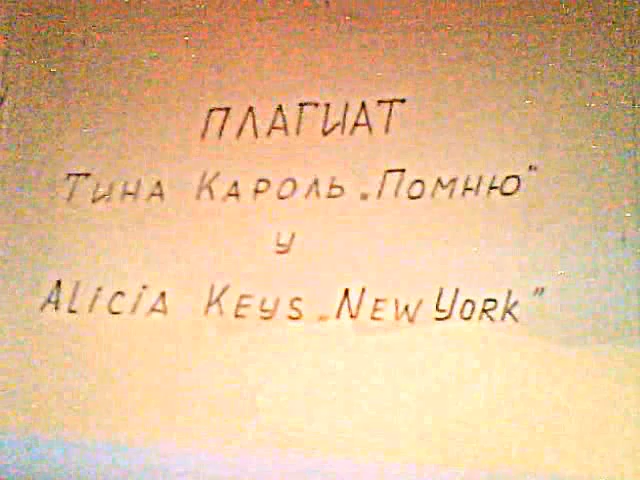 ПЛАГИАТ
Тина Кароль „Помню"
у
Alicia Keys „New York"